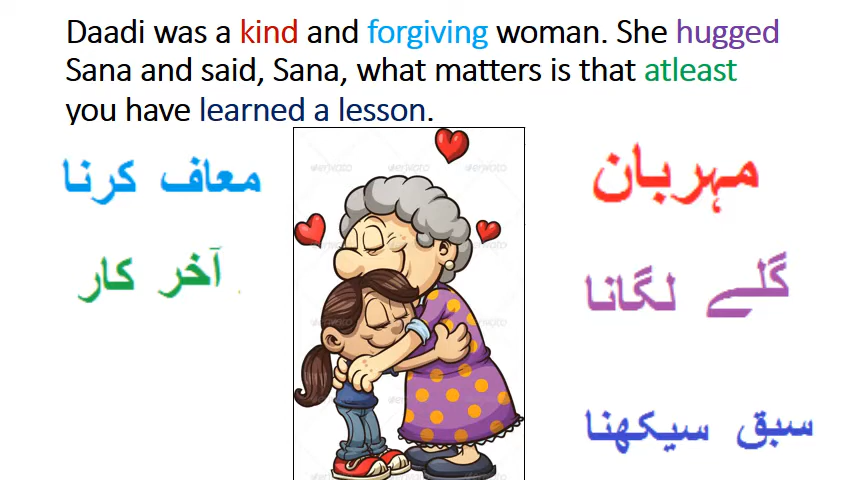 Daadi was a kind and forgiving woman. She hugged
Sana and said, Sana, what matters is that atleast
you have learned a lesson.
معاف کرنا
مہربان
آخر کار
گلے لگانا
سبق سیکھنا